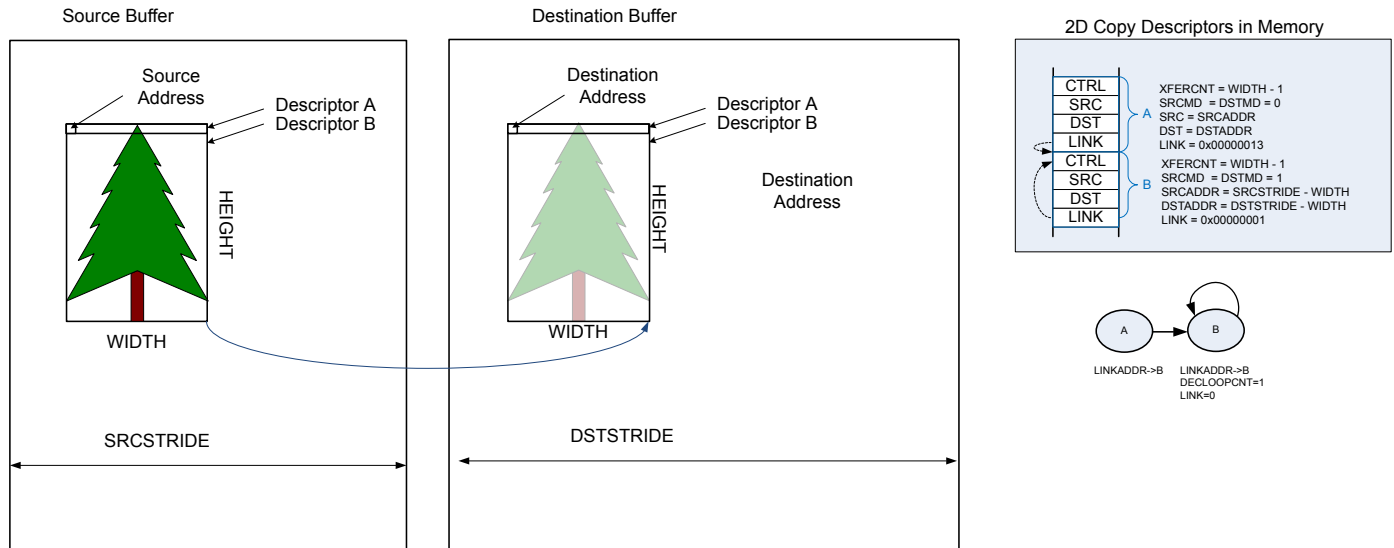 Source Buffer
Source
Address
Descriptor A
Descriptor B
HEIGHT
WIDTH
SRCSTRIDE
Destination Buffer
Destination
Address
Descriptor A
Descriptor B
HEIGHT
Destination
Address
WIDTH
DSTSTRIDE
2D Copy Descriptors in Memory
CTRL
SRC
DST
LINK
A
XFERCNT = WIDTH - 1
SRCMD = DSTMD = 0
SRC = SRCADDR
DST = DSTADDR
LINK = 0x00000013
CTRL
SRC
DST
LINK
B
XFERCNT = WIDTH - 1
SRCMD = DSTMD = 1
SRCADDR = SRCSTRIDE - WIDTH
DSTADDR = DSTSTRIDE - WIDTH
LINK = 0x00000001
A
B
LINKADDR->B
LINKADDR->B
DECLOOPCNT=1
LINK=0